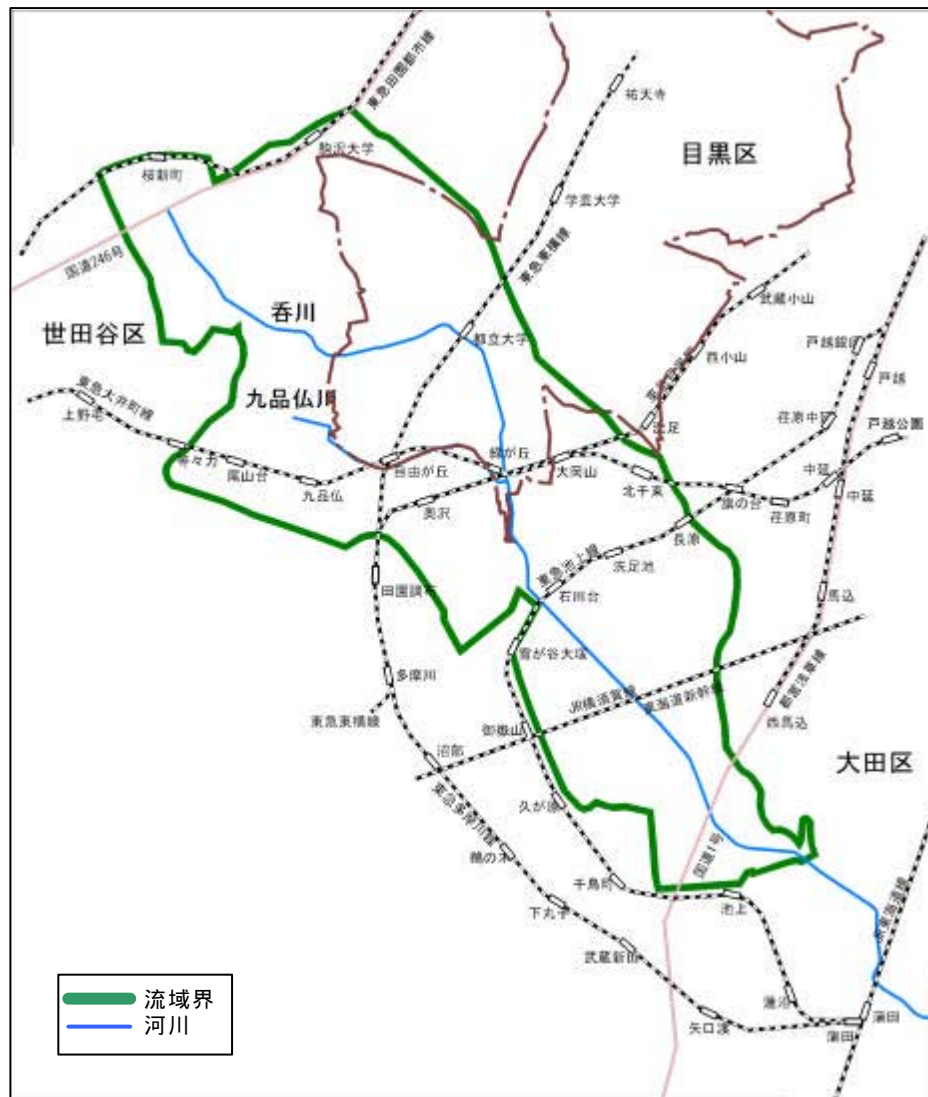 東急田園都市線
祐天寺
駒沢大学
目黒区
桜新町
学芸大学
東急東横線
国道246号
武蔵小山
呑川
世田谷区
都立大学
戸越銀座
西小山
戸越
東急大井町線
九品仏川
荏原中延
上野毛
洗足
戸越公園
等々力
緑が丘
尾山台
自由が丘
大岡山
中延
九品仏
北千束
旗の台
中延
奥沢
荏原町
長原
東急池上線
洗足池
田園調布
石川台
馬込
雪が谷大塚
多摩川
JR横須賀線
東海道新幹線
都営浅草線
東急東横線
御嶽山
西馬込
沼部
大田区
東急多摩川線
久が原
国道1号
鵜の木
千鳥町
池上
下丸子
武蔵新田
蓮沼
矢口渡
蒲田
蒲田
流域界
河川